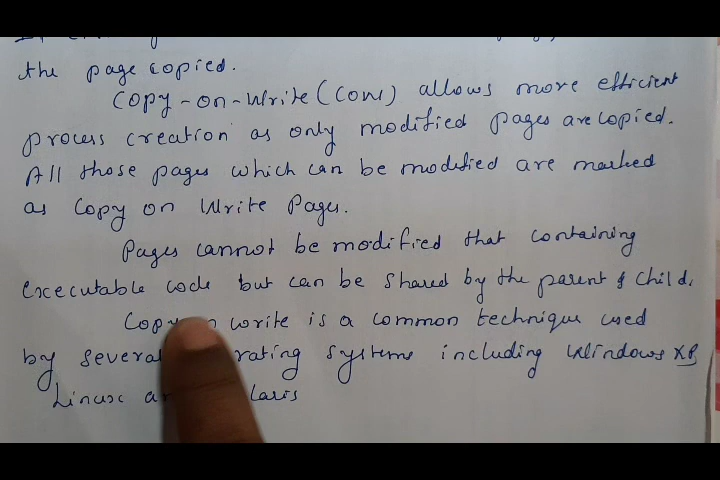 the page copied.
Copy-on-Write (COW) allows more efficient
process creation as only modified pages are copied.
All those pages which can be modified are marked
as Copy on Write Pages.
Pages cannot be modified that containing
executable code but can be shared by the parent & child.
Copy write is a common technique used
by several rating systems including Windows XP,
Linux laris